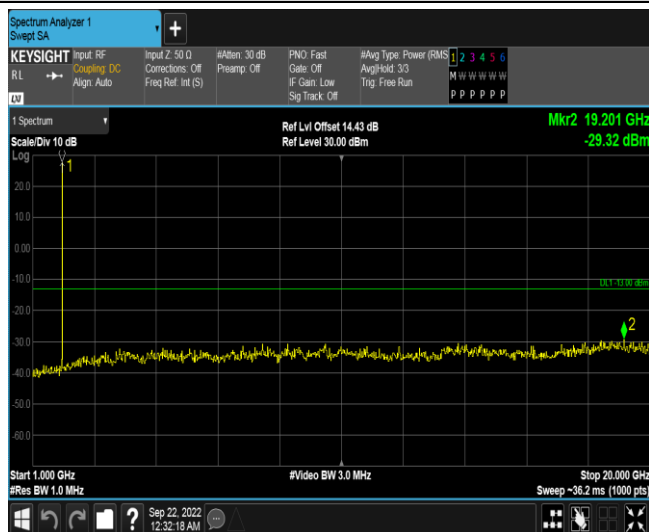 Spectrum Analyzer 1
Swept SA
+
KEYSIGHT Input: RF Input Z: 50 Ω #Atten: 30 dB PNO: Fast #Avg Type: Power (RMS 1 2 3 4 5 6
RL Coupling: DC Corrections: Off Preamp: Off Gate: Off Avg|Hold: 3/3 M W W W W W
Align: Auto Freq Ref: Int (S) IF Gain: Low Trig: Free Run
LXI Sig Track: Off P P P P P P
1 Spectrum Ref Lvl Offset 14.43 dB Mkr2 19.201 GHz
Scale/Div 10 dB Ref Level 30.00 dBm -29.32 dBm
Log
1
20.0
10.0
0.00
-10.0
DL1 -13.00 dBm
-20.0
2
-30.0
-40.0
-50.0
-60.0
Start 1.000 GHz #Video BW 3.0 MHz Stop 20.000 GHz
#Res BW 1.0 MHz Sweep ~36.2 ms (1000 pts)
? Sep 22, 2022
12:32:18 AM